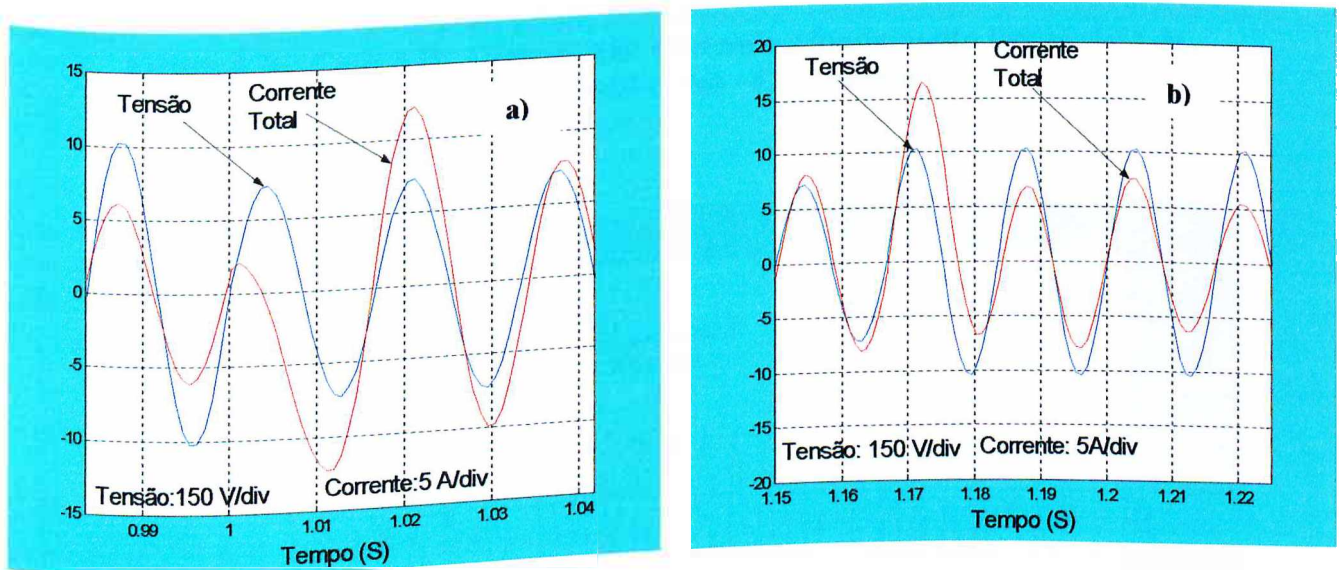 15
10
5
0
-5
-10
-15
Tensão
Corrente
Total
a)
Tensão:150 V/div
Corrente:5 A/div
0.99
1
1.01
1.02
1.03
1.04
Tempo (S)
20
15
10
5
0
-5
-10
-15
-20
Tensão
Corrente
Total
b)
Tensão: 150 V/div
Corrente: 5A/div
1.15
1.16
1.17
1.18
1.19
1.2
1.21
1.22
Tempo (S)